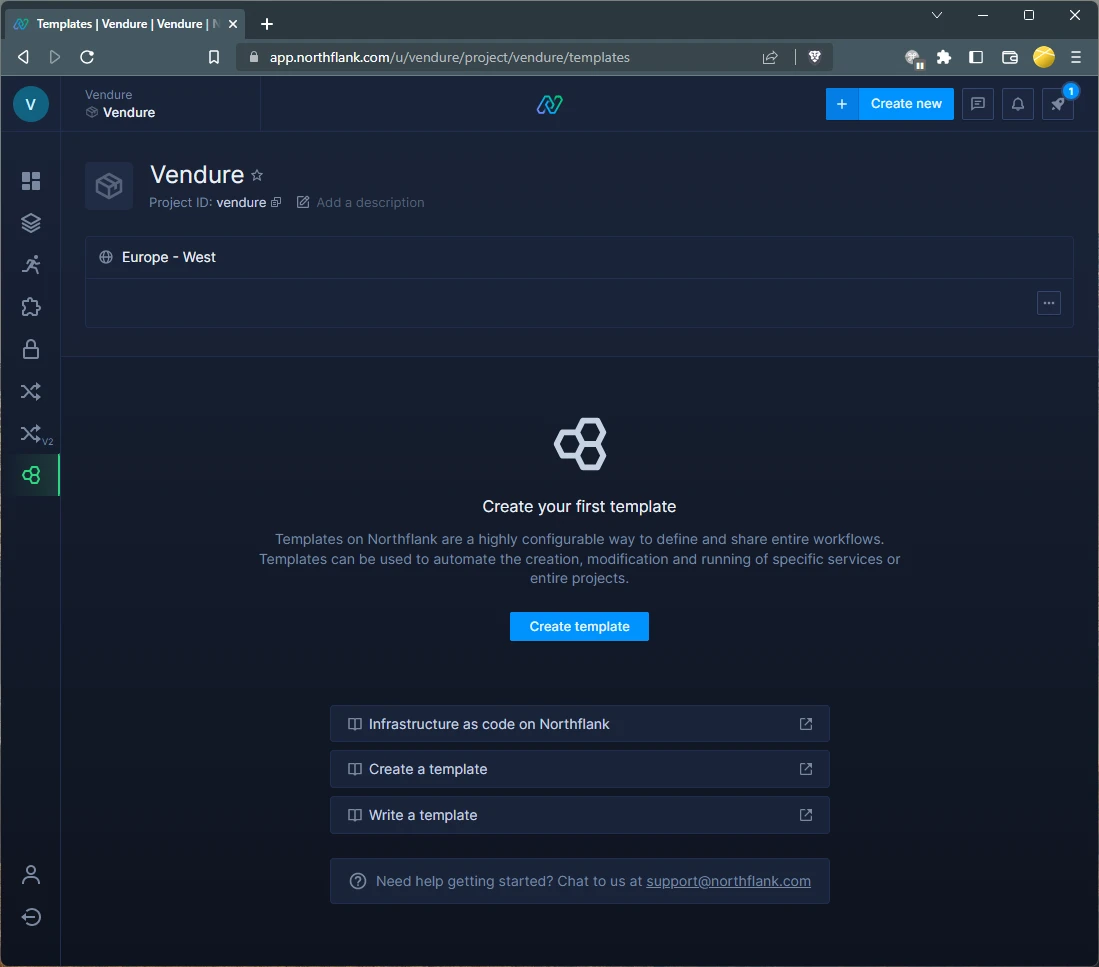 Templates | Vendure | Vendure | N
app.northflank.com/u/vendure/project/vendure/templates
V
Vendure
Vendure
+ Create new
1
Vendure
Project ID: vendure
Add a description
Europe - West
V2
Create your first template
Templates on Northflank are a highly configurable way to define and share entire workflows.
Templates can be used to automate the creation, modification and running of specific services or
entire projects.
Create template
Infrastructure as code on Northflank
Create a template
Write a template
Need help getting started? Chat to us at support@northflank.com